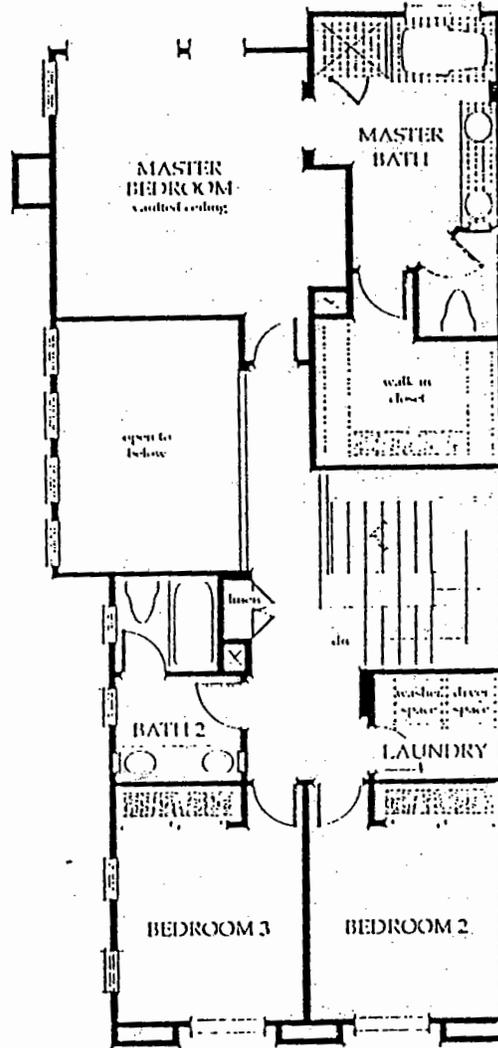 MASTER
BEDROOM
vaulted ceiling
MASTER
BATH
walk in
closet
open to
below
linen
dn
washer
space
dryer
space
BATH 2
LAUNDRY
BEDROOM 3
BEDROOM 2